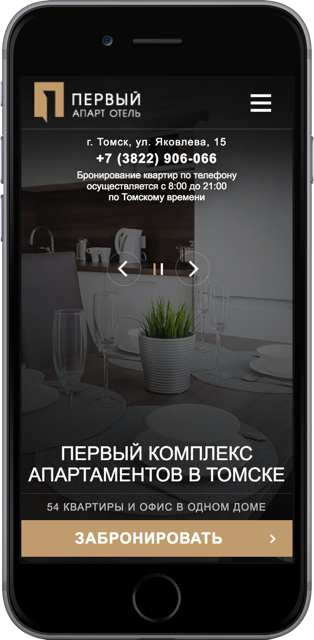 ПЕРВЫЙ
АПАРТ ОТЕЛЬ
г. Томск, ул. Яковлева, 15
+7 (3822) 906-066
Бронирование квартир по телефону
осуществляется с 8:00 до 21:00
по Томскому времени
ПЕРВЫЙ КОМПЛЕКС
АПАРТАМЕНТОВ В ТОМСКЕ
54 КВАРТИРЫ И ОФИС В ОДНОМ ДОМЕ
ЗАБРОНИРОВАТЬ